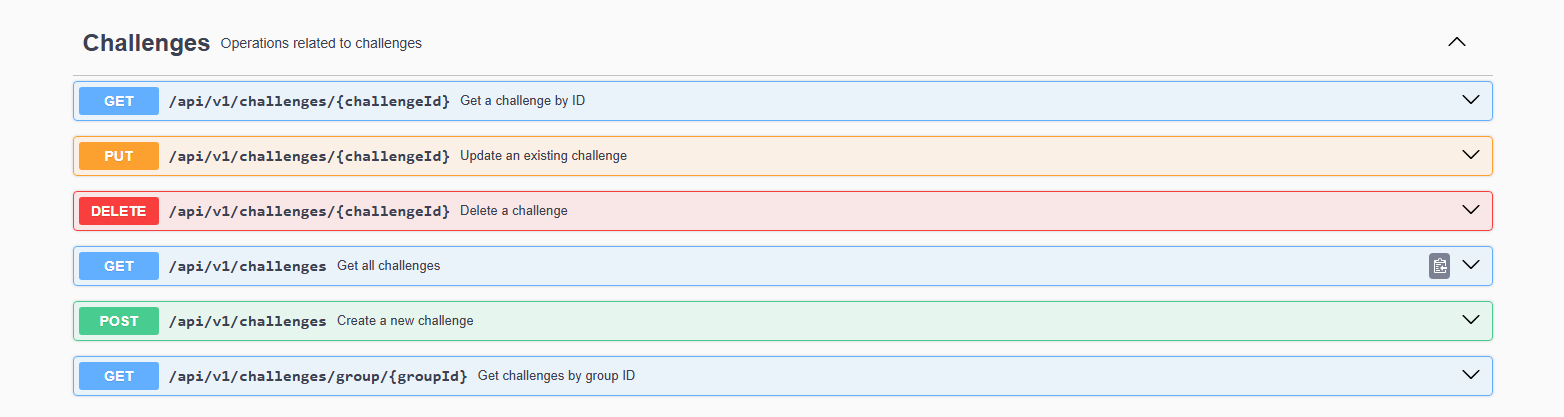 Challenges Operations related to challenges
GET /api/v1/challenges/{challengeId} Get a challenge by ID
PUT /api/v1/challenges/{challengeId} Update an existing challenge
DELETE /api/v1/challenges/{challengeId} Delete a challenge
GET /api/v1/challenges Get all challenges
POST /api/v1/challenges Create a new challenge
GET /api/v1/challenges/group/{groupId} Get challenges by group ID